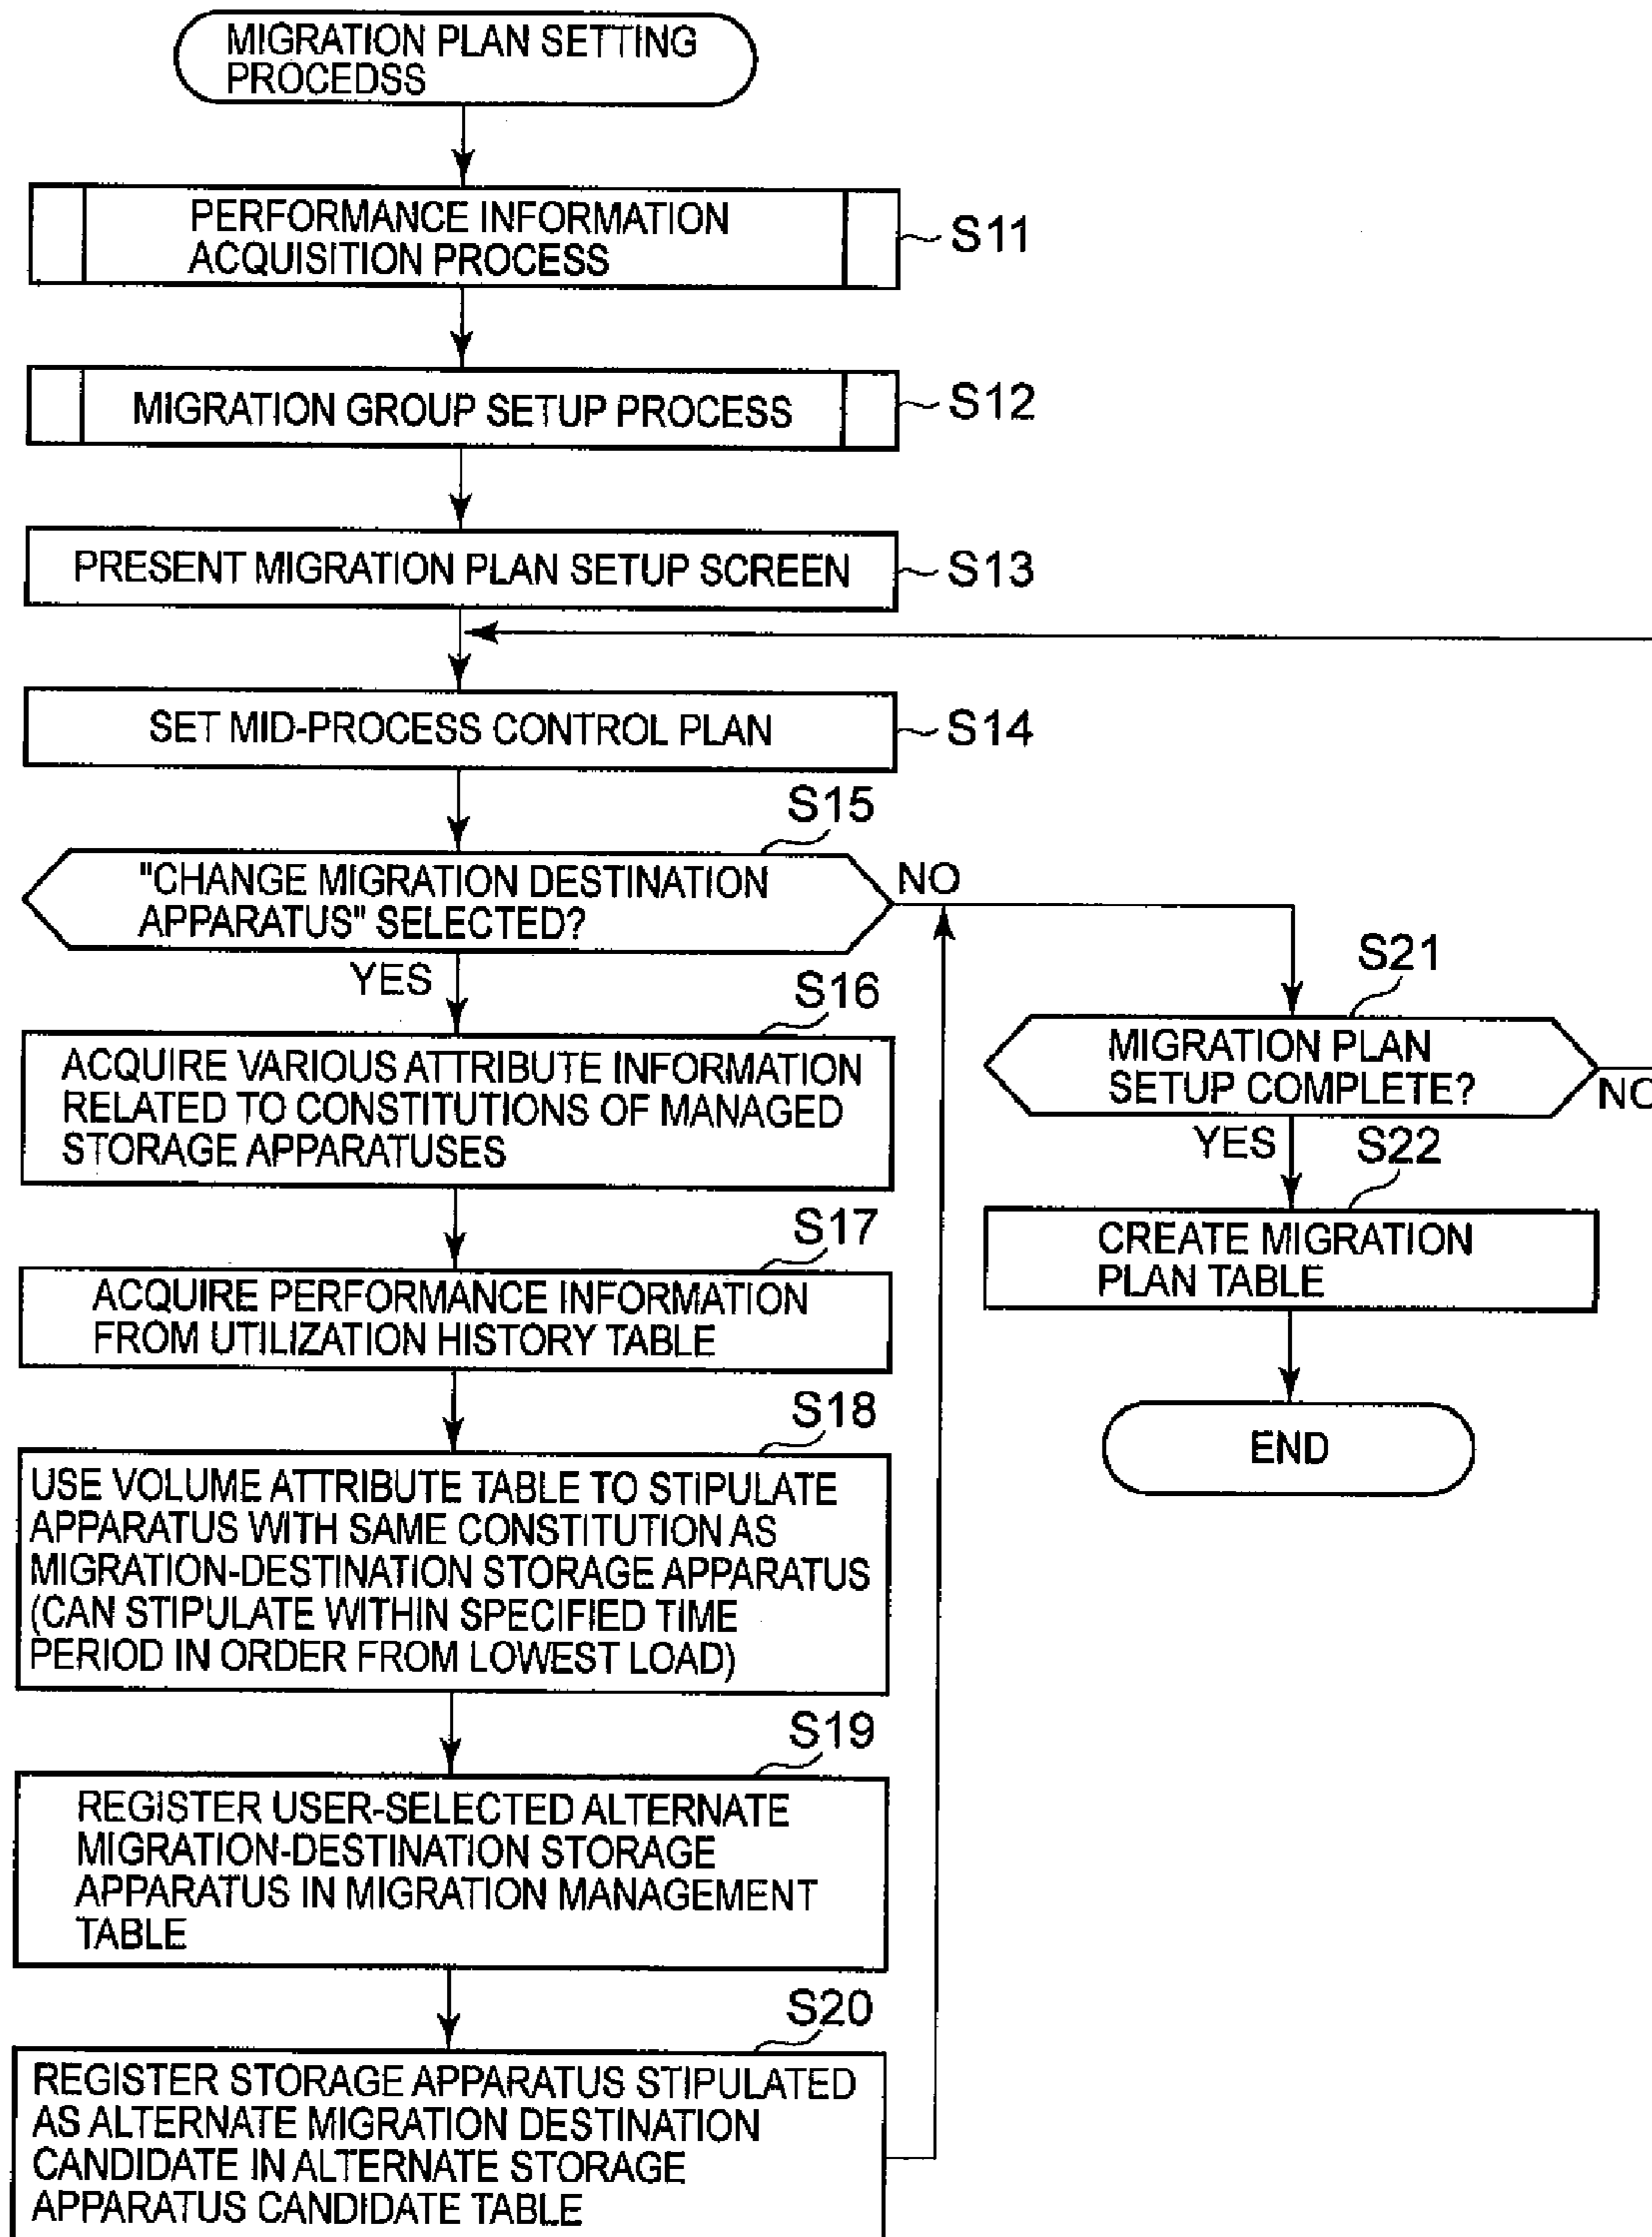 MIGRATION PLAN SETTING
PROCEDSS
PERFORMANCE INFORMATION
ACQUISITION PROCESS
S11
MIGRATION GROUP SETUP PROCESS
S12
PRESENT MIGRATION PLAN SETUP SCREEN
S13
SET MID-PROCESS CONTROL PLAN
S14
S15
"CHANGE MIGRATION DESTINATION
APPARATUS" SELECTED?
NO
YES
S16
ACQUIRE VARIOUS ATTRIBUTE INFORMATION
RELATED TO CONSTITUTIONS OF MANAGED
STORAGE APPARATUSES
S17
ACQUIRE PERFORMANCE INFORMATION
FROM UTILIZATION HISTORY TABLE
S18
USE VOLUME ATTRIBUTE TABLE TO STIPULATE
APPARATUS WITH SAME CONSTITUTION AS
MIGRATION-DESTINATION STORAGE APPARATUS
(CAN STIPULATE WITHIN SPECIFIED TIME
PERIOD IN ORDER FROM LOWEST LOAD)
S19
REGISTER USER-SELECTED ALTERNATE
MIGRATION-DESTINATION STORAGE
APPARATUS IN MIGRATION MANAGEMENT
TABLE
S20
REGISTER STORAGE APPARATUS STIPULATED
AS ALTERNATE MIGRATION DESTINATION
CANDIDATE IN ALTERNATE STORAGE
APPARATUS CANDIDATE TABLE
S21
MIGRATION PLAN
SETUP COMPLETE?
NO
YES
S22
CREATE MIGRATION
PLAN TABLE
END